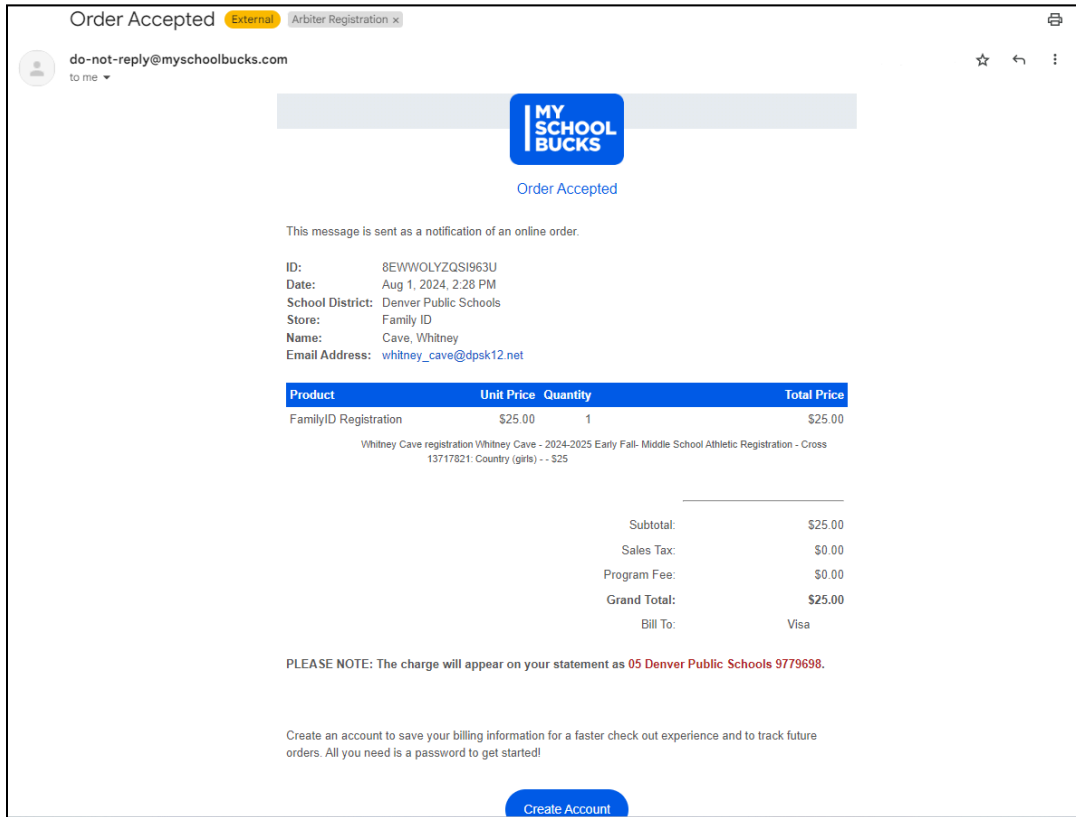 Order Accepted External Arbiter Registration ×
do-not-reply@myschoolbucks.com
to me
MY
SCHOOL
BUCKS
Order Accepted
This message is sent as a notification of an online order.
ID: 8EWWOLYZQSI963U
Date: Aug 1, 2024, 2:28 PM
School District: Denver Public Schools
Store: Family ID
Name: Cave, Whitney
Email Address: whitney_cave@dpsk12.net
Product Unit Price Quantity Total Price
FamilyID Registration $25.00 1 $25.00
Whitney Cave registration Whitney Cave - 2024-2025 Early Fall- Middle School Athletic Registration - Cross
13717821: Country (girls) - - $25
Subtotal: $25.00
Sales Tax: $0.00
Program Fee: $0.00
Grand Total: $25.00
Bill To: Visa
PLEASE NOTE: The charge will appear on your statement as 05 Denver Public Schools 9779698.
Create an account to save your billing information for a faster check out experience and to track future
orders. All you need is a password to get started!
Create Account